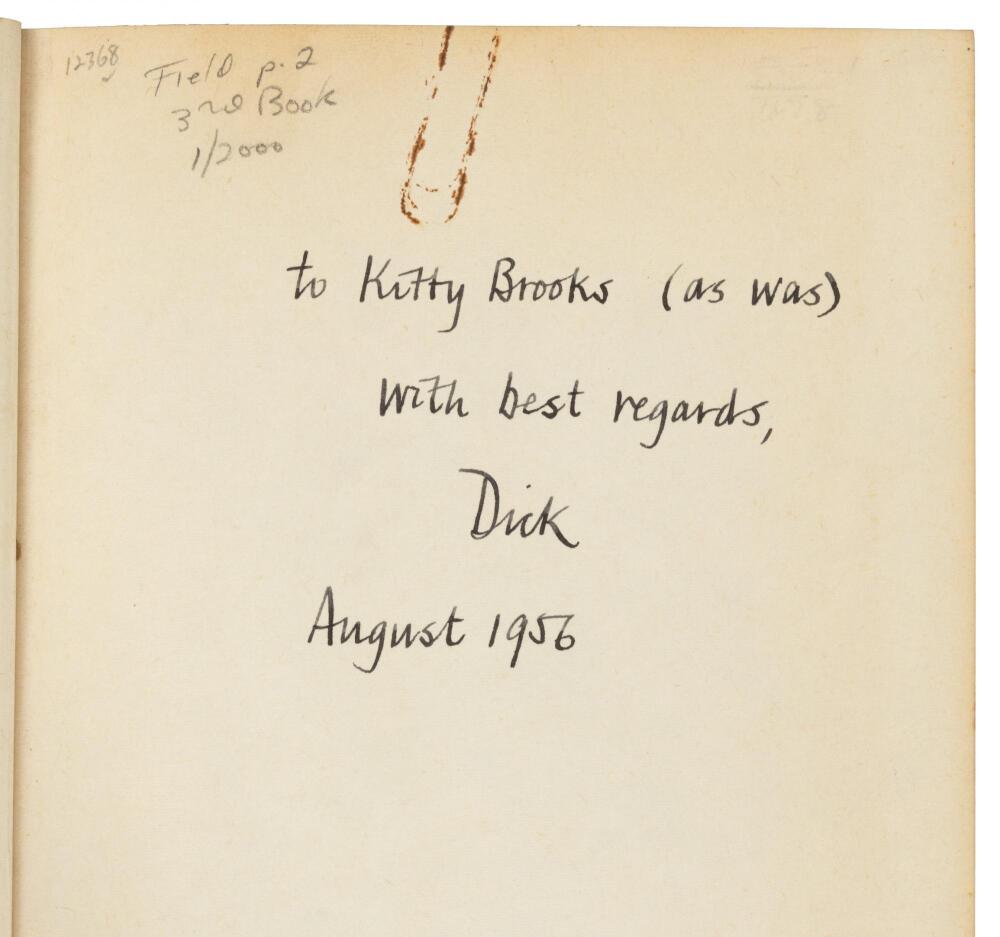 12368
Field p. 2
3rd Book
1/2000
to Kitty Brooks (as was)
with best regards,
Dick
August 1956